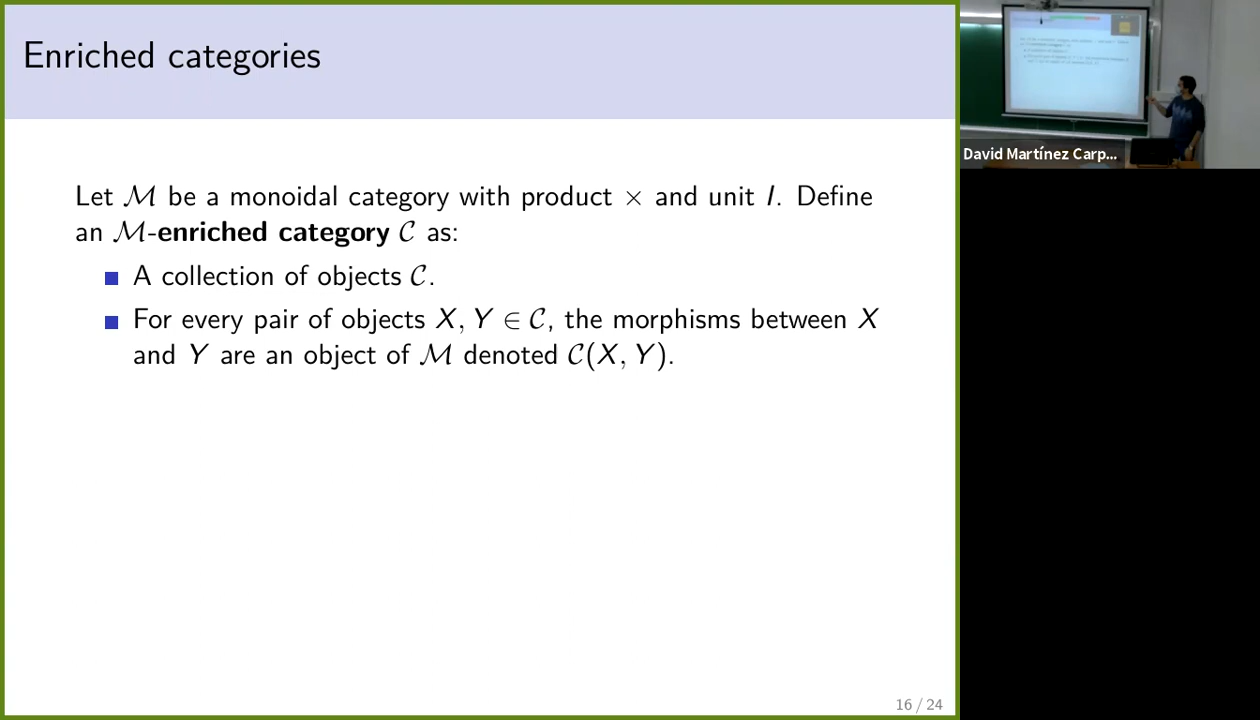 Enriched categories
Let ℳ be a monoidal category with product × and unit I. Define
an ℳ-enriched category 𝒞 as:
A collection of objects 𝒞.
For every pair of objects X, Y ∈ 𝒞, the morphisms between X
and Y are an object of ℳ denoted 𝒞(X, Y).
16 / 24
David Martínez Carp...